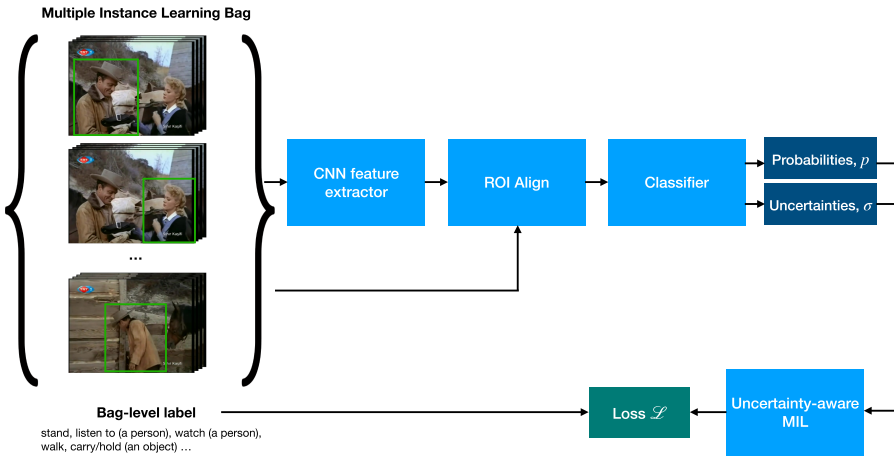 Multiple Instance Learning Bag
...
CNN feature
extractor
ROI Align
Classifier
Probabilities, p
Uncertainties, σ
Bag-level label
stand, listen to (a person), watch (a person),
walk, carry/hold (an object) ...
Loss ℒ
Uncertainty-aware
MIL